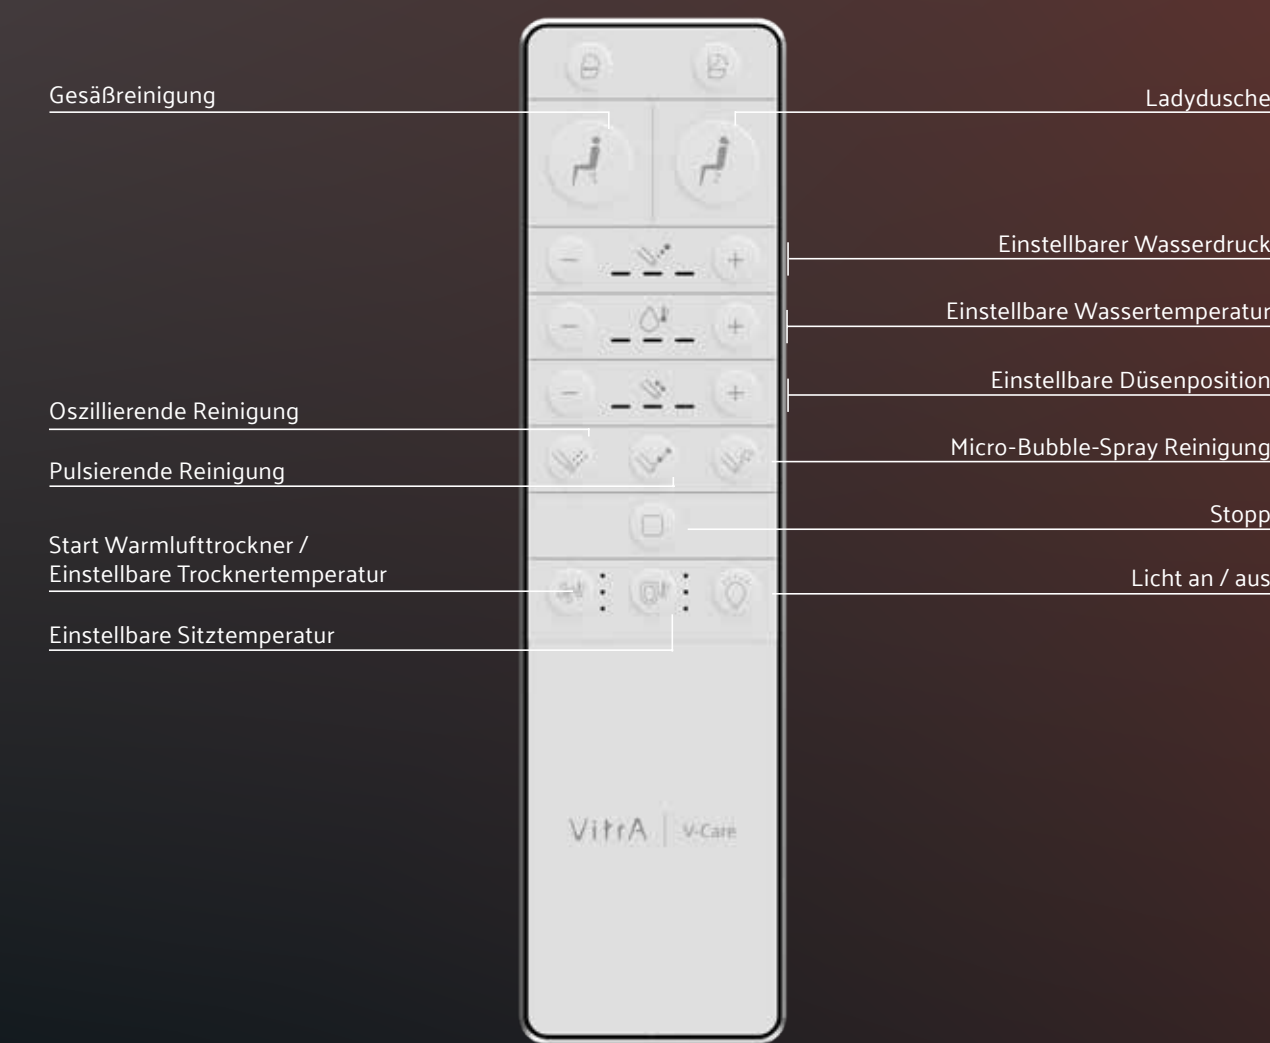 Gesäßreinigung
Ladydusche
Einstellbarer Wasserdruck
Einstellbare Wassertemperatur
Einstellbare Düsenposition
Oszillierende Reinigung
Micro-Bubble-Spray Reinigung
Pulsierende Reinigung
Stopp
Start Warmlufttrockner /
Einstellbare Trocknertemperatur
Licht an / aus
Einstellbare Sitztemperatur
VitrA | V-Care